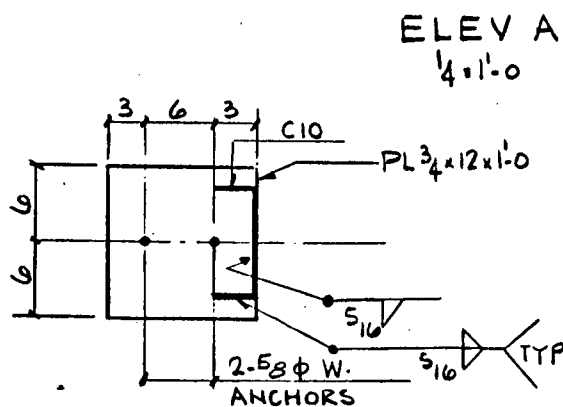 ELEV A
1/4 = 1'-0
3 6 3
C10
PL 3/4 x 12 x 1'-0
6
6
5/16
5/16 TYP
2-5/8 φ W.
ANCHORS